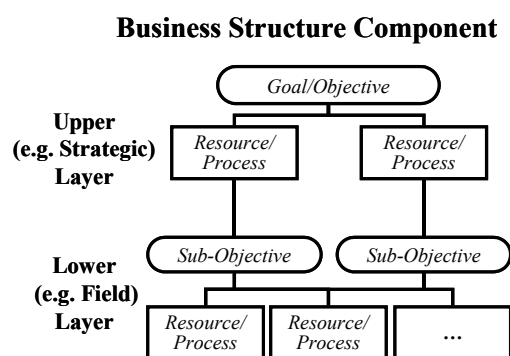 Business Structure Component
Goal/Objective
Upper
(e.g. Strategic)
Layer
Resource/
Process
Resource/
Process
Sub-Objective
Sub-Objective
Lower
(e.g. Field)
Layer
Resource/
Process
Resource/
Process
...